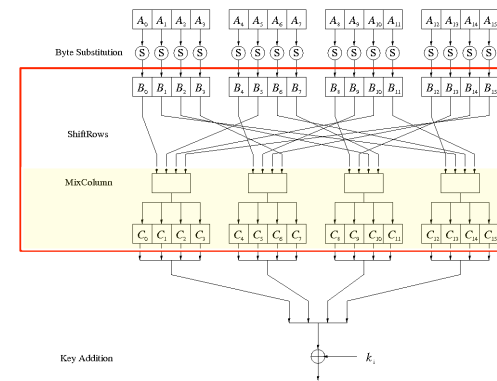 A0 A1 A2 A3 A4 A5 A6 A7 A8 A9 A10 A11 A12 A13 A14 A15
Byte Substitution S S S S S S S S S S S S S S S S
B0 B1 B2 B3 B4 B5 B6 B7 B8 B9 B10 B11 B12 B13 B14 B15
ShiftRows
MixColumn
C0 C1 C2 C3 C4 C5 C6 C7 C8 C9 C10 C11 C12 C13 C14 C15
Key Addition ki